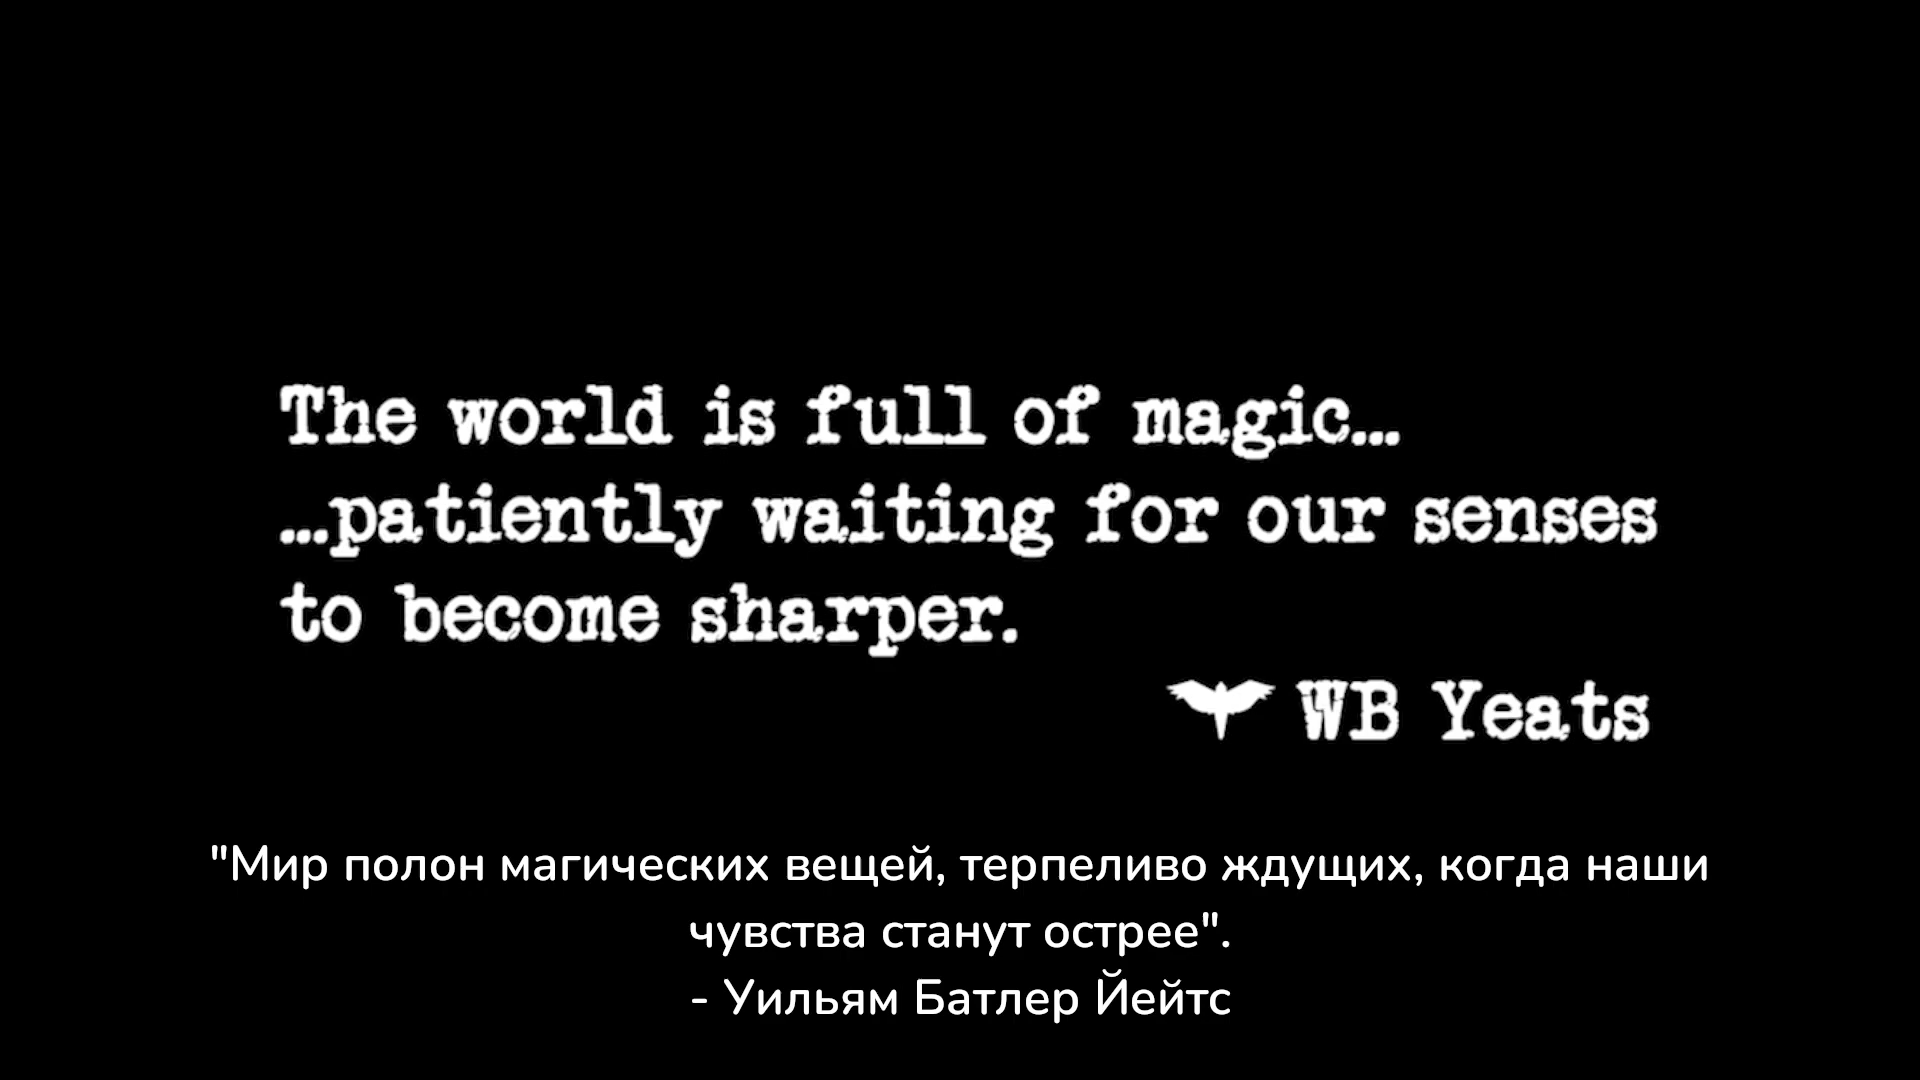 The world is full of magic...
...patiently waiting for our senses
to become sharper.
WB Yeats
"Мир полон магических вещей, терпеливо ждущих, когда наши
чувства станут острее".
- Уильям Батлер Йейтс